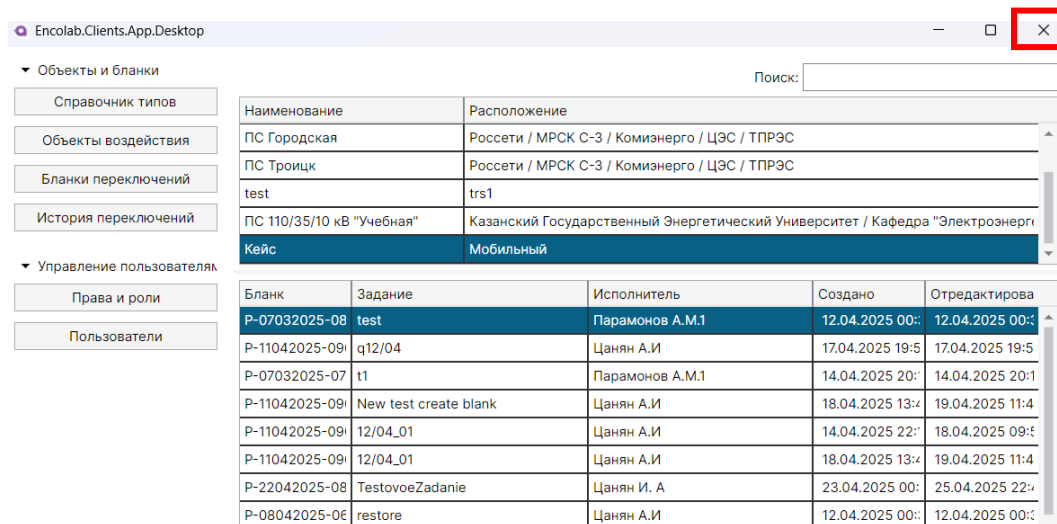 Encolab.Clients.App.Desktop
Объекты и бланки
Справочник типов
Объекты воздействия
Бланки переключений
История переключений
Управление пользователям
Права и роли
Пользователи
Поиск:
Наименование Расположение
ПС Городская Россети / МРСК С-3 / Комиэнерго / ЦЭС / ТПРЭС
ПС Троицк Россети / МРСК С-3 / Комиэнерго / ЦЭС / ТПРЭС
test trs1
ПС 110/35/10 кВ "Учебная" Казанский Государственный Энергетический Университет / Кафедра "Электроэнерге
Кейс Мобильный
Бланк Задание Исполнитель Создано Отредактирова
P-07032025-08 test Парамонов А.М.1 12.04.2025 00: 12.04.2025 00:3
P-11042025-09 q12/04 Цанян А.И 17.04.2025 19:5 17.04.2025 19:5
P-07032025-07 t1 Парамонов А.М.1 14.04.2025 20: 14.04.2025 20:1
P-11042025-09 New test create blank Цанян А.И 18.04.2025 13:4 19.04.2025 11:4
P-11042025-09 12/04_01 Цанян А.И 14.04.2025 22: 18.04.2025 09:5
P-11042025-09 12/04_01 Цанян А.И 18.04.2025 13:4 19.04.2025 11:4
P-22042025-08 TestovoeZadanie Цанян И. А 23.04.2025 00: 25.04.2025 22:4
P-08042025-06 restore Цанян А.И 12.04.2025 00: 12.04.2025 00:3